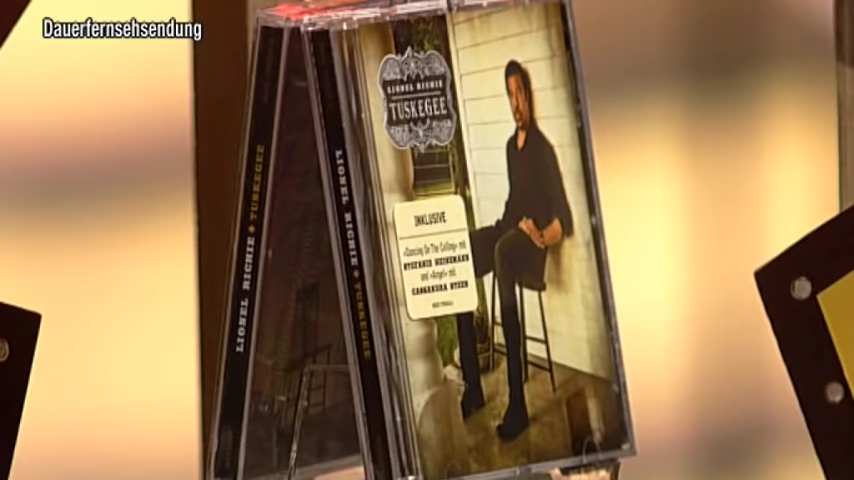 Dauerfernsehsendung
LIONEL RICHIE
TUSKEGEE
INKLUSIVE
«Dancing On The Ceiling» mit
STEFANIE HEINZMANN
und «Angel» mit
CASSANDRA STEEN
LIONEL RICHIE ✦ TUSKEGEE
LIONEL RICHIE ✦ TUSKEGEE